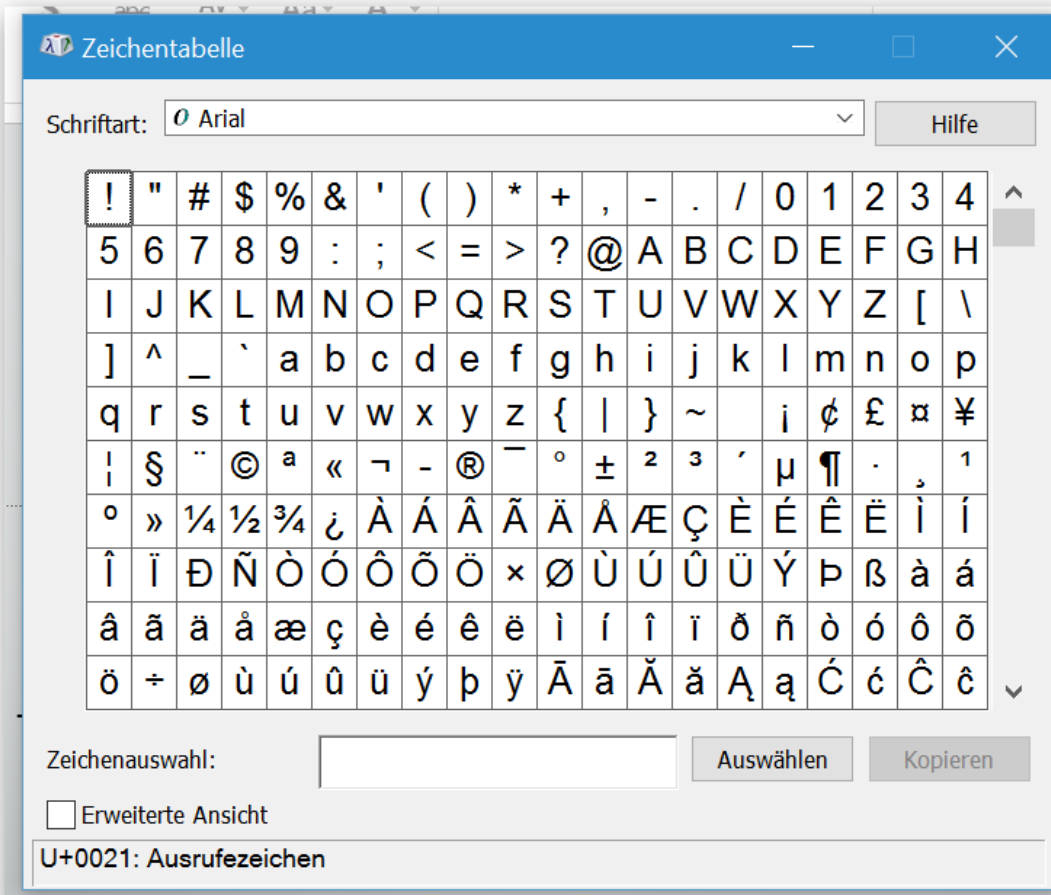 Zeichentabelle
Schriftart: Arial Hilfe
! " # $ % & ' ( ) * + , - . / 0 1 2 3 4
5 6 7 8 9 : ; < = > ? @ A B C D E F G H
I J K L M N O P Q R S T U V W X Y Z [ \
] ^ _ ` a b c d e f g h i j k l m n o p
q r s t u v w x y z { | } ~ ¡ ¢ £ ¤ ¥
¦ § ¨ © ª « ¬ - ® ¯ ° ± ² ³ ´ µ ¶ · ¸ ¹
º » ¼ ½ ¾ ¿ À Á Â Ã Ä Å Æ Ç È É Ê Ë Ì Í
Î Ï Ð Ñ Ò Ó Ô Õ Ö × Ø Ù Ú Û Ü Ý Þ ß à á
â ã ä å æ ç è é ê ë ì í î ï ð ñ ò ó ô õ
ö ÷ ø ù ú û ü ý þ ÿ Ā ā Ă ă Ą ą Ć ć Ĉ ĉ
Zeichenauswahl: Auswählen Kopieren
Erweiterte Ansicht
U+0021: Ausrufezeichen